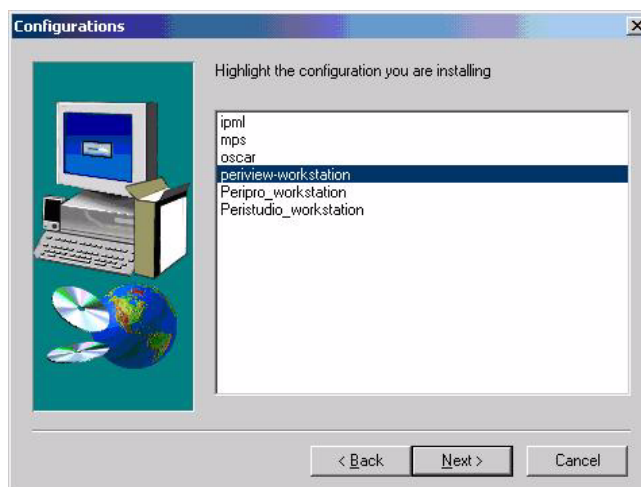 Configurations
Highlight the configuration you are installing
ipml
mps
oscar
periview-workstation
Peripro_workstation
Peristudio_workstation
< Back
Next >
Cancel